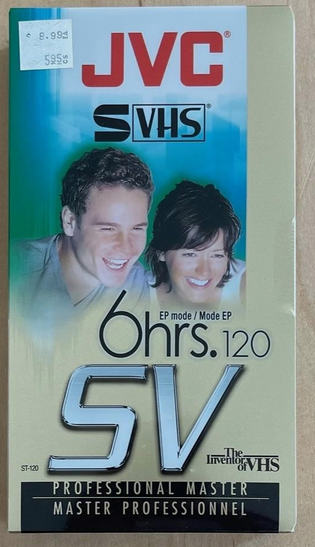 8.99
595
JVC®
S VHS®
EP mode / Mode EP
6hrs.120
SV
ST-120
The
Inventor
of VHS
PROFESSIONAL MASTER
MASTER PROFESSIONNEL